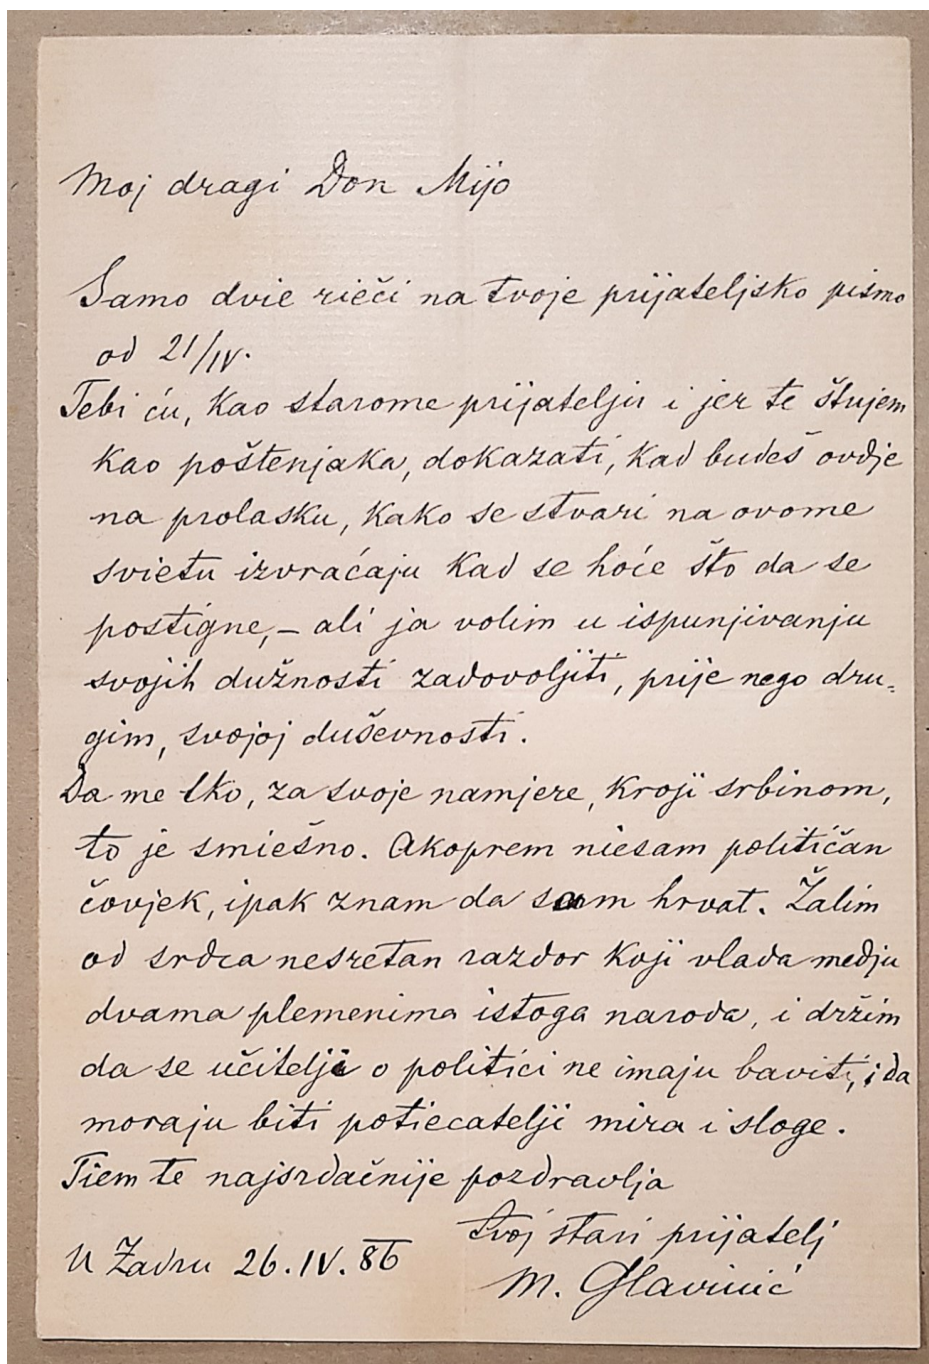 Moj dragi Don Mijo
Samo dvie rieči na tvoje prijateljsko pismo
od 21/IV.
Tebi ću, kao starome prijatelju i jer te štujem
kao poštenjaka, dokazati, kad budeš ovdje
na prolasku, kako se stvari na ovome
svietu izvraćaju kad se hoće što da se
postigne, – ali ja volim u ispunjivanju
svojih dužnosti zadovoljiti, prije nego dru„
gim, svojoj duševnosti.
Da me tko, za svoje namjere, kroji srbinom,
to je smiešno. Akoprem niesam političan
čovjek, ipak znam da sam hrvat. Žalim
od srdca nesretan razdor koji vlada medju
dvama plemenima istoga naroda, i držim
da se učitelji o politici ne imaju baviti, i da
moraju biti potiecatelji mira i sloge.
Tiem te najsrdačnije pozdravlja
tvoj stari prijatelj
U Zadru 26. IV. 86
M. Glavinić